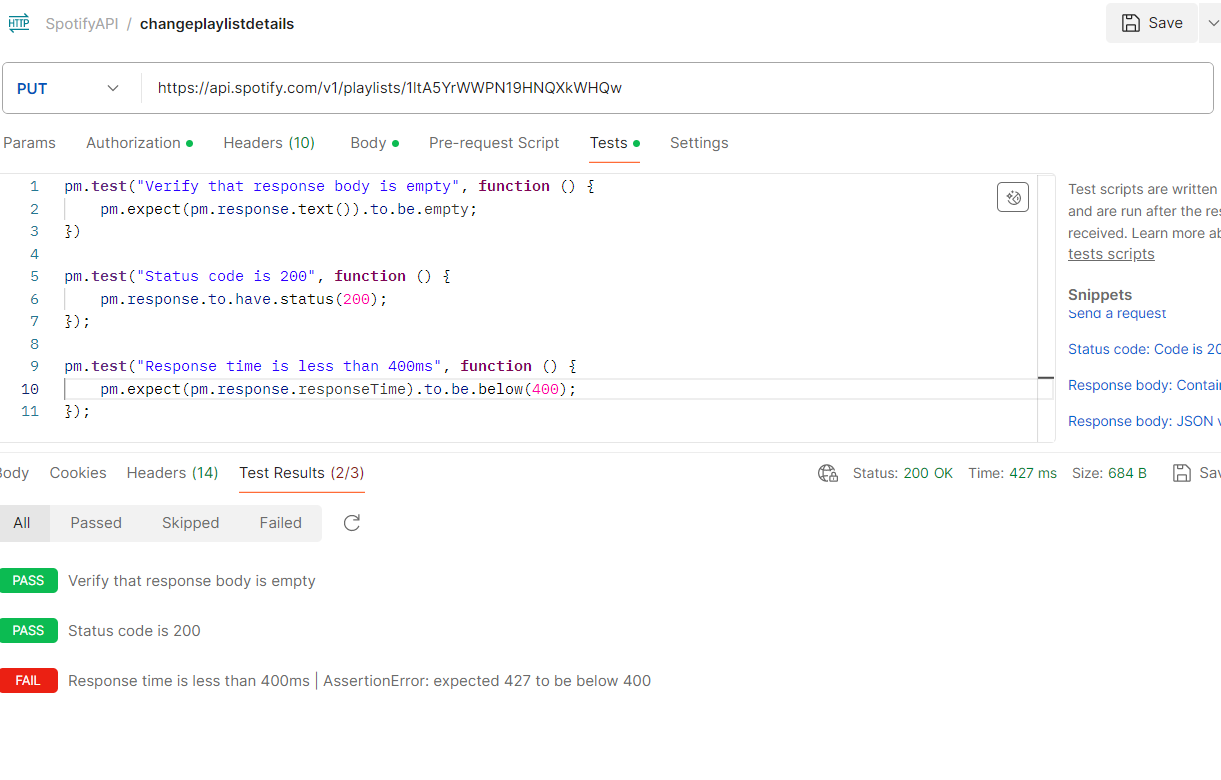 HTTP SpotifyAPI / changeplaylistdetails Save
PUT https://api.spotify.com/v1/playlists/1ltA5YrWWPN19HNQXkWHQw
Params Authorization Headers (10) Body Pre-request Script Tests Settings
1 pm.test("Verify that response body is empty", function () {
2 pm.expect(pm.response.text()).to.be.empty;
3 })
4
5 pm.test("Status code is 200", function () {
6 pm.response.to.have.status(200);
7 });
8
9 pm.test("Response time is less than 400ms", function () {
10 pm.expect(pm.response.responseTime).to.be.below(400);
11 });
Test scripts are written
and are run after the res
received. Learn more ab
tests scripts
Snippets
Send a request
Status code: Code is 20
Response body: Contain
Response body: JSON v
Body Cookies Headers (14) Test Results (2/3) Status: 200 OK Time: 427 ms Size: 684 B Sav
All Passed Skipped Failed
PASS Verify that response body is empty
PASS Status code is 200
FAIL Response time is less than 400ms | AssertionError: expected 427 to be below 400